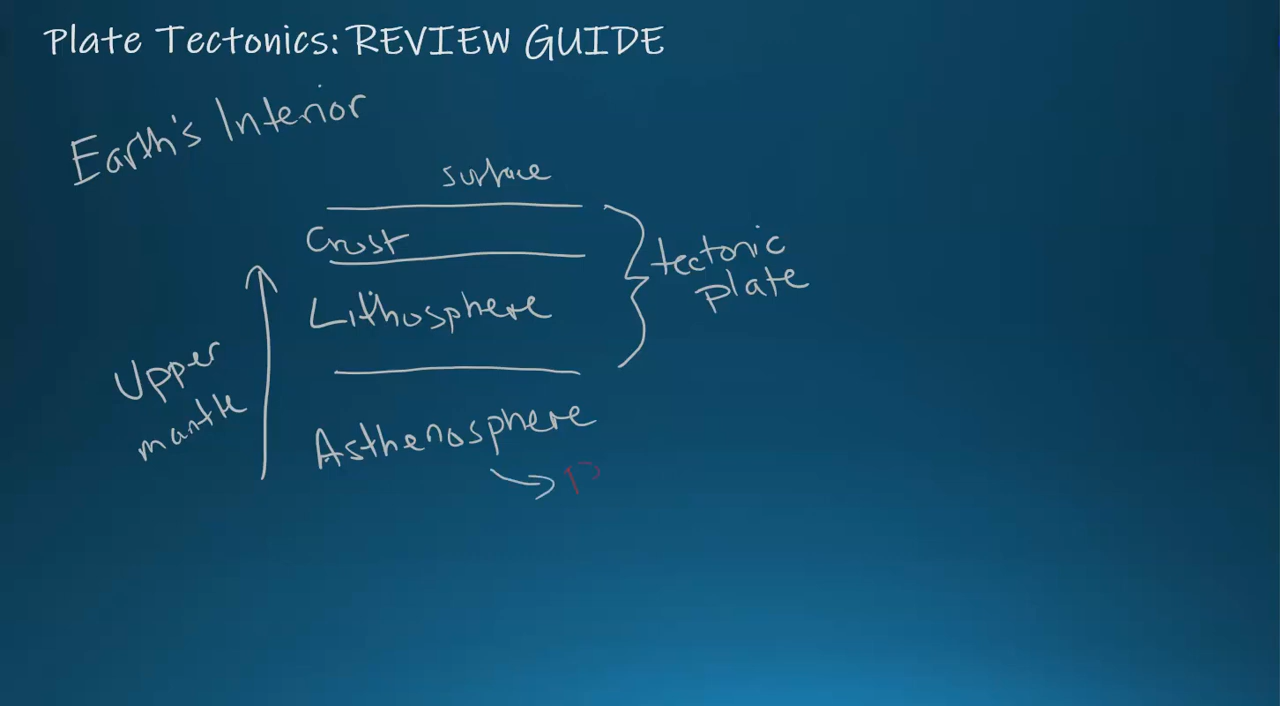 Plate Tectonics: REVIEW GUIDE
Earth's Interior
surface
Crust
tectonic
plate
Lithosphere
Upper
mantle
Asthenosphere